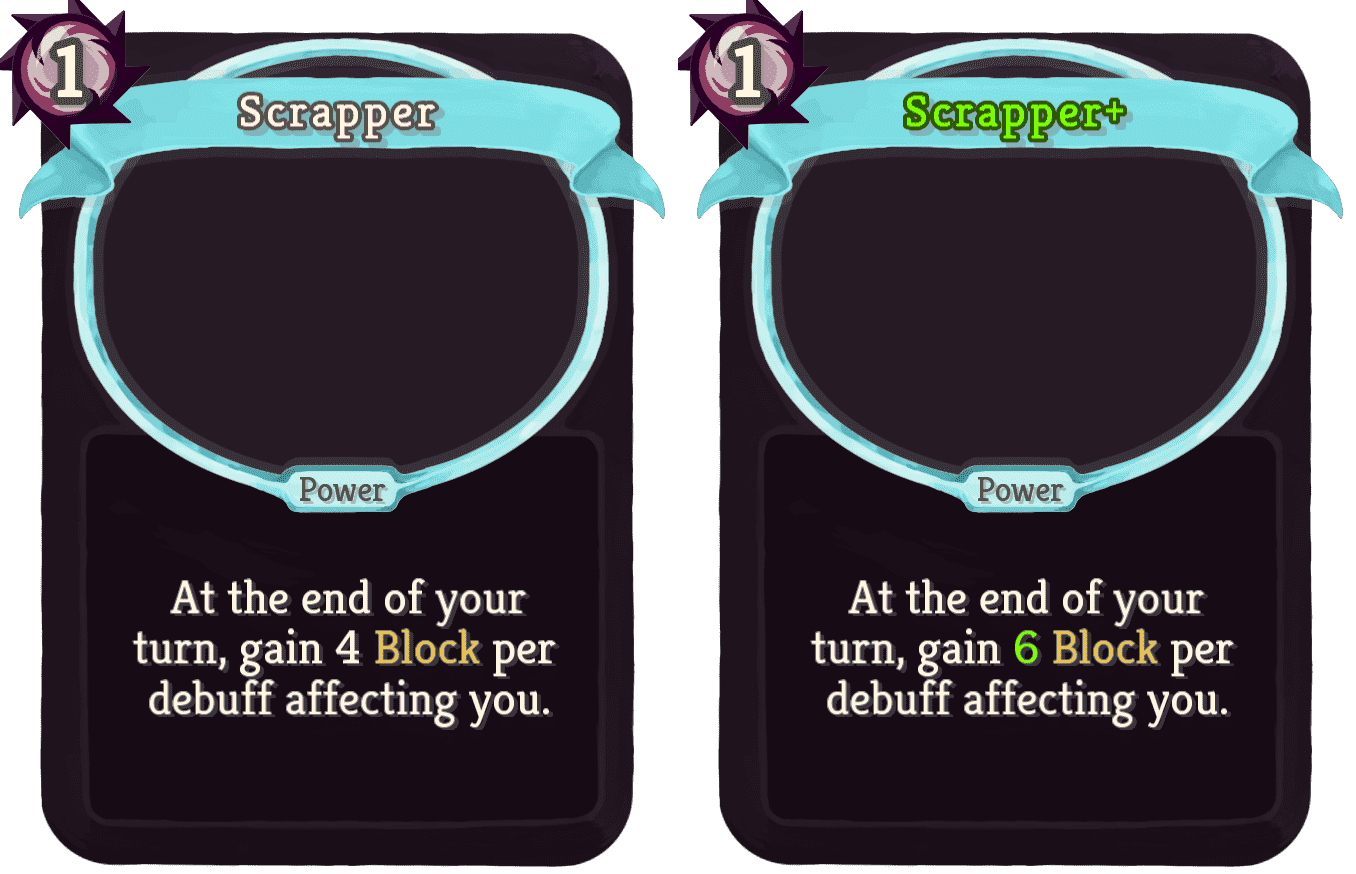 1
Scrapper
Power
At the end of your
turn, gain 4 Block per
debuff affecting you.
1
Scrapper+
Power
At the end of your
turn, gain 6 Block per
debuff affecting you.